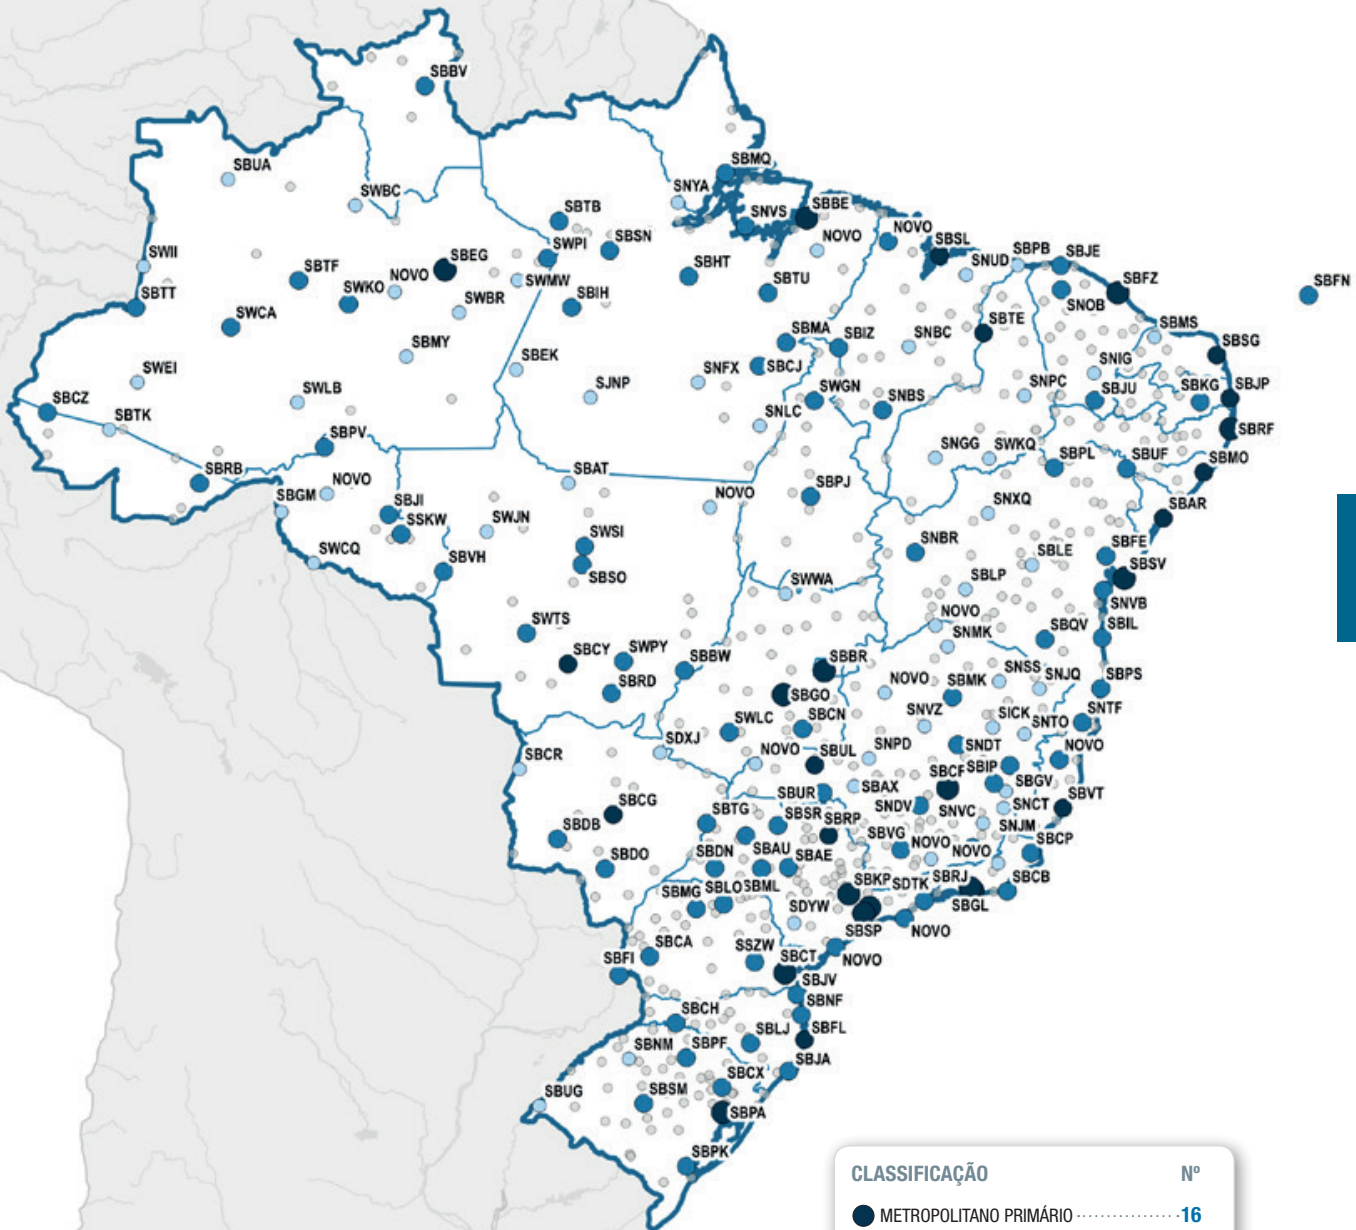 SBBV
SBUA
SBMQ
SWBC
SNYA
SBTB
SNVS
SBBE
NOVO
SBSL
SWPI
SBSN
NOVO
SBPB
SBJE
SWII
SBEG
SBTF
NOVO
SBHT
SNUD
SBFZ
SBFN
SWMW
SBTT
SWKO
SBTU
SWBR
SBIH
SNOB
SWCA
SBTE
SBMS
SBMA
SBIZ
SNBC
SBMY
SBSG
SBEK
SNFX
SBCJ
SNIG
SWEI
SJNP
SWGN
SNPC
SBJU
SBKG
SBJP
SBCZ
SWLB
SNBS
SBTK
SNLC
SBRF
SBPV
SNGG
SWKQ
SBPL
SBUF
SBMO
SBRB
SBAT
NOVO
SBPJ
SBGM
NOVO
SNXQ
SBJI
SBAR
SSKW
SWJN
SWSI
SNBR
SBFE
SWCQ
SBVH
SBLE
SBSV
SBSO
SWWA
SBLP
SNVB
NOVO
SWTS
SNMK
SBQV
SBIL
SBCY
SWPY
SBBW
SBBR
SNSS
SNJQ
SBPS
SBRD
SBGO
NOVO
SBMK
SWLC
SBCN
SNVZ
SICK
SNTO
SNTF
SDXJ
NOVO
SBUL
SNPD
SNDT
NOVO
SBCR
SBCF
SBIP
SBGV
SBUR
SBAX
SBVT
SBCG
SNDV
SNVC
SNCT
SBTG
SBSR
SBRP
SNJM
SBDB
SBVG
NOVO
NOVO
SBCP
SBDN
SBAU
SBAE
SBDO
SBMG
SBLO
SBML
SBKP
SDTK
SBRJ
SBCB
SDYW
SBGL
SBSP
NOVO
SBCA
SSZW
SBCT
NOVO
SBFI
SBJV
SBNF
SBCH
SBFL
SBLJ
SBNM
SBPF
SBJA
SBCX
SBUG
SBSM
SBPA
SBPK
CLASSIFICAÇÃO Nº
METROPOLITANO PRIMÁRIO 16